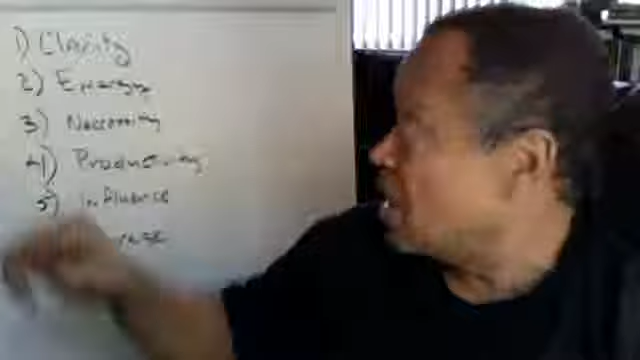 1) Clarity
2) Energy
3) Necessity
4) Productivity
5) Influence